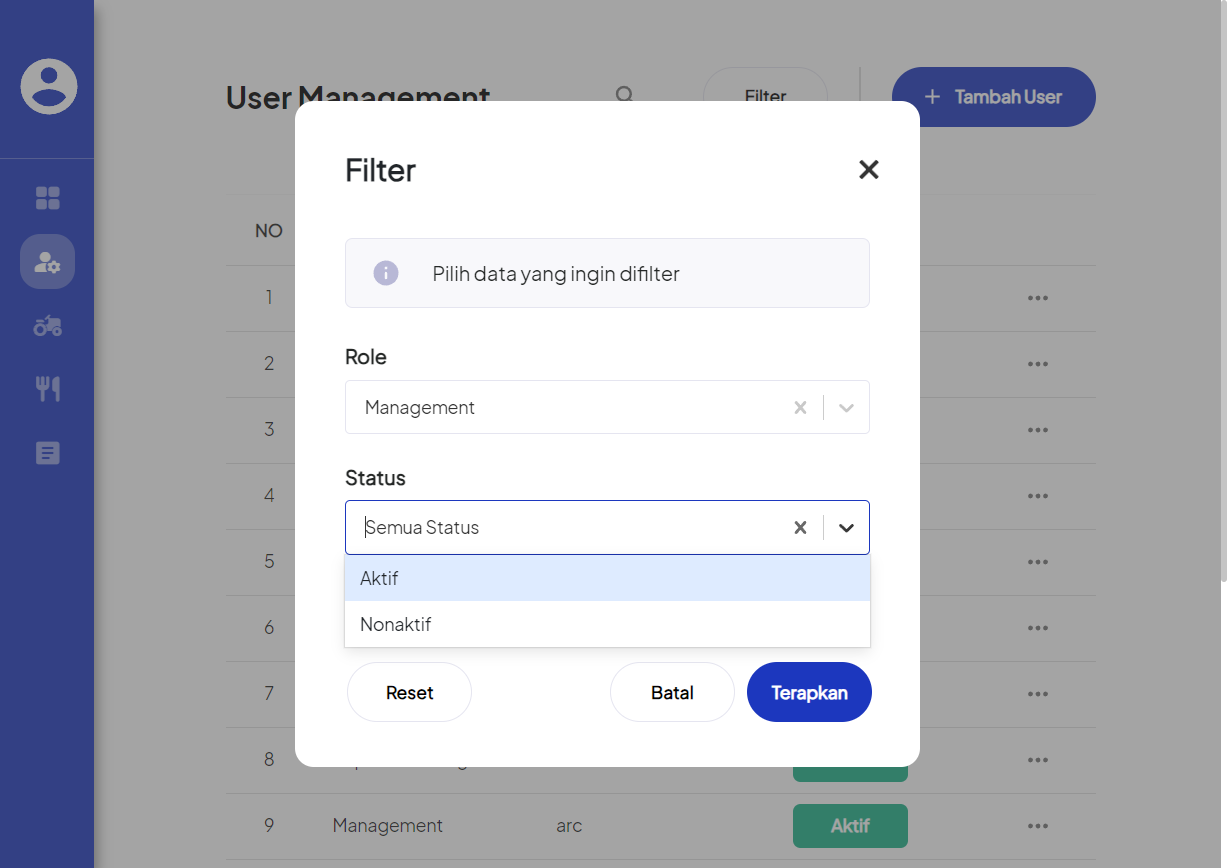 User Management
Filter
+ Tambah User
Filter
Pilih data yang ingin difilter
Role
Management
Status
Semua Status
Aktif
Nonaktif
Reset
Batal
Terapkan
NO
1
2
3
4
5
6
7
8
9 Management arc Aktif